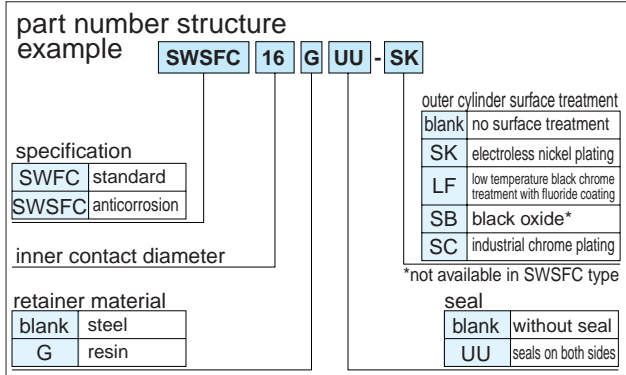 part number structure
example
SWSFC 16 G UU - SK
specification
SWFC standard
SWSFC anticorrosion
inner contact diameter
retainer material
blank steel
G resin
outer cylinder surface treatment
blank no surface treatment
SK electroless nickel plating
LF low temperature black chrome
treatment with fluoride coating
SB black oxide*
SC industrial chrome plating
*not available in SWSFC type
seal
blank without seal
UU seals on both sides